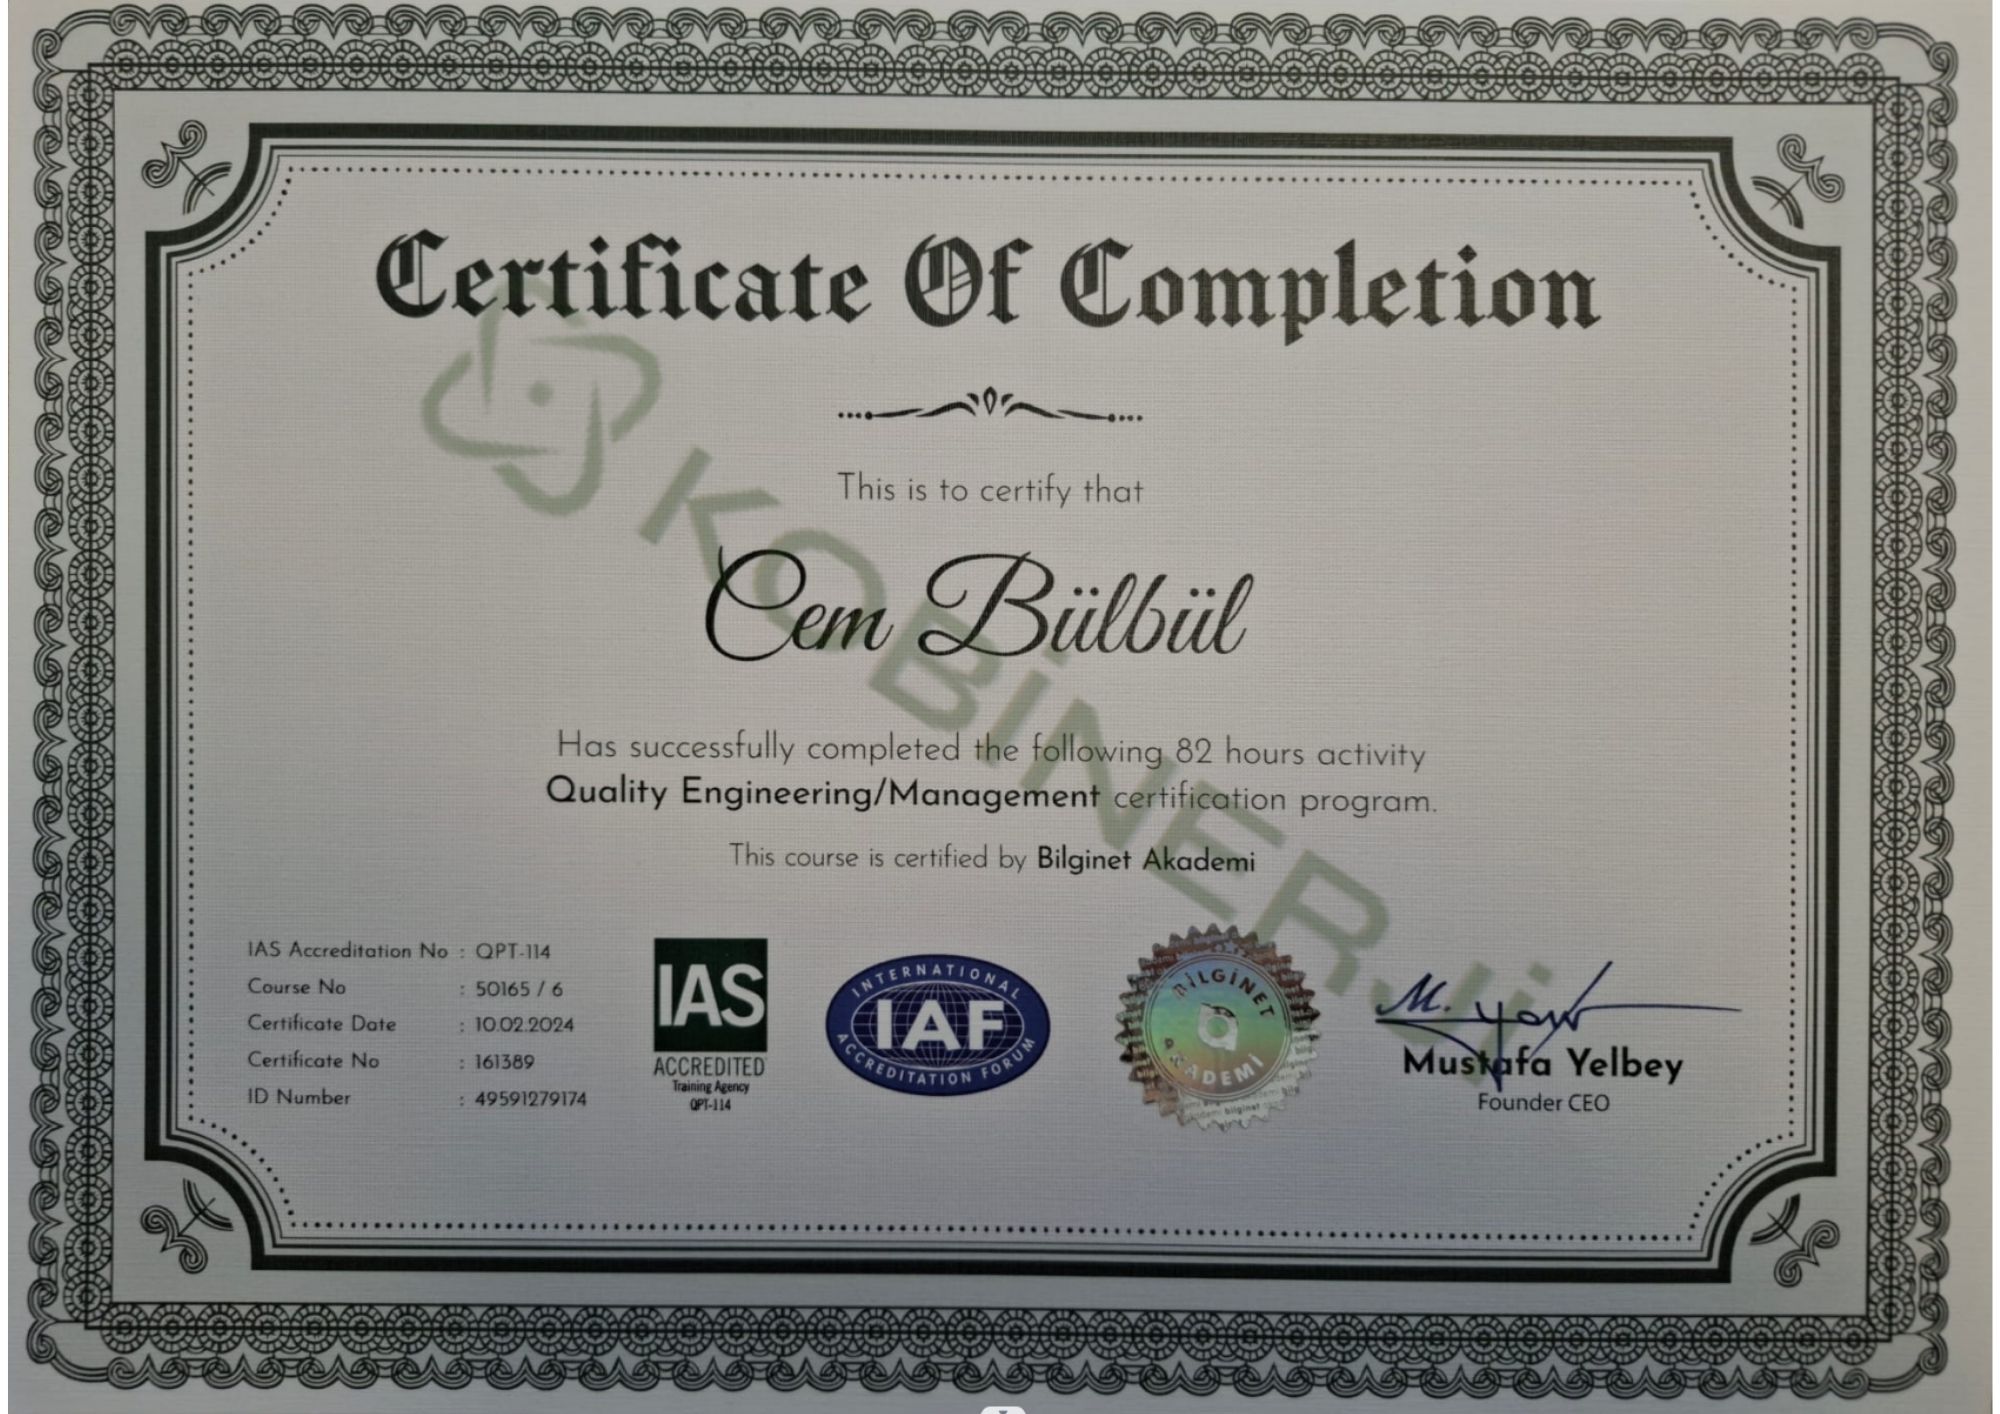 Certificate Of Completion
This is to certify that
Cem Bülbül
Has successfully completed the following 82 hours activity
Quality Engineering/Management certification program.
This course is certified by Bilginet Akademi
IAS Accreditation No : QPT-114
Course No : 50165 / 6
Certificate Date : 10.02.2024
Certificate No : 161389
ID Number : 49591279174
IAS
ACCREDITED
Training Agency
QPT-114
INTERNATIONAL
IAF
ACCREDITATION FORUM
BİLGİNET
AKADEMİ
Mustafa Yelbey
Founder CEO
KOBİNERJİ